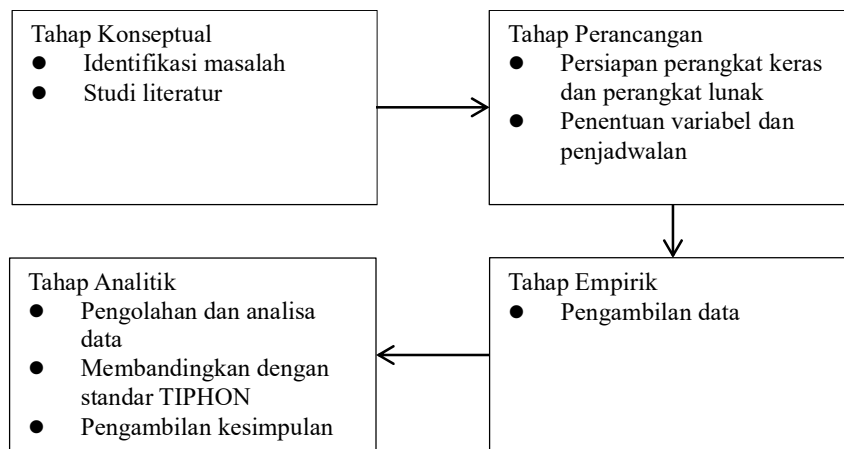 Tahap Konseptual
● Identifikasi masalah
● Studi literatur
Tahap Perancangan
● Persiapan perangkat keras
dan perangkat lunak
● Penentuan variabel dan
penjadwalan
Tahap Empirik
● Pengambilan data
Tahap Analitik
● Pengolahan dan analisa
data
● Membandingkan dengan
standar TIPHON
● Pengambilan kesimpulan